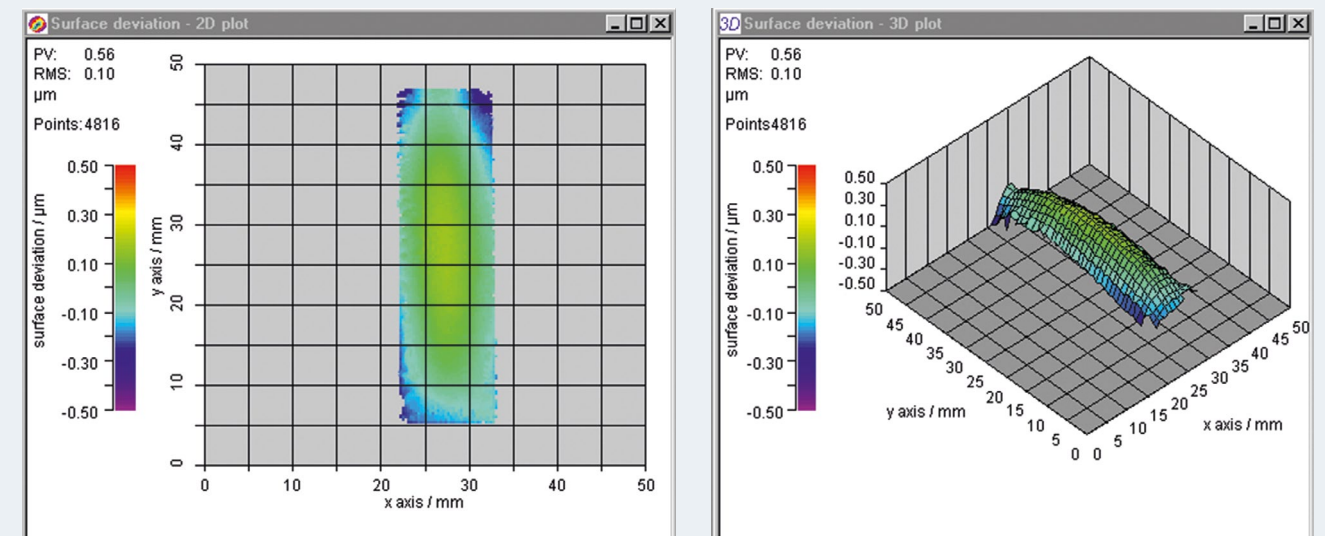 Surface deviation - 2D plot
PV: 0.56
RMS: 0.10
µm
Points:4816
0.50
0.30
0.10
-0.10
-0.30
-0.50
surface deviation / µm
50
40
30
20
10
0
y axis / mm
0 10 20 30 40 50
x axis / mm
3D Surface deviation - 3D plot
PV: 0.56
RMS: 0.10
µm
Points4816
0.50
0.30
0.10
-0.10
-0.30
-0.50
surface deviation / µm
0.50
0.30
0.10
-0.10
-0.30
-0.50
50 45 40 35 30 25 20 15 10 5 0
y axis / mm
0 5 10 15 20 25 30 35 40 45 50
x axis / mm